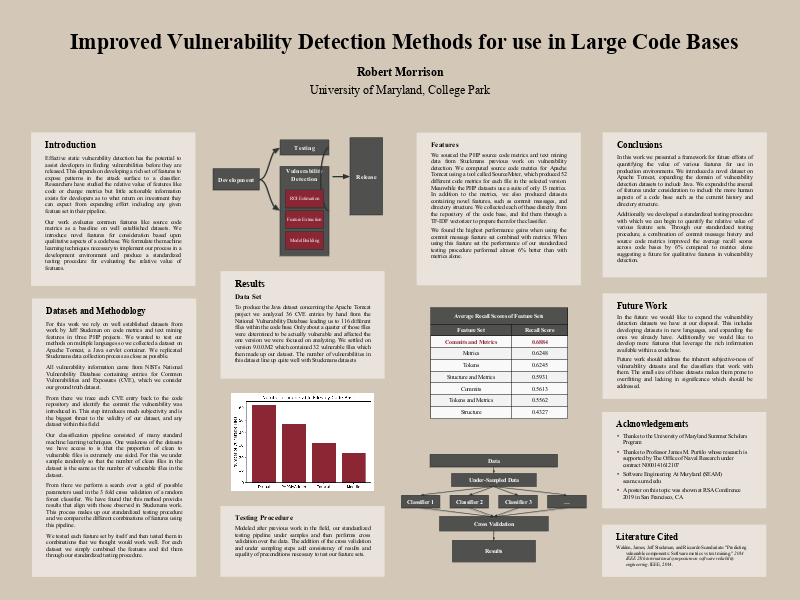 Improved Vulnerability Detection Methods for use in Large Code Bases
Robert Morrison
University of Maryland, College Park
Introduction
Effective static vulnerability detection has the potential to
assist developers in finding vulnerabilities before they are
released. This depends on developing a rich set of features to
expose patterns in the attack surface to a classifier.
Researchers have studied the relative value of features like
code or change metrics but little actionable information
exists for developers as to what return on investment they
can expect from expending effort including any given
feature set in their pipeline.
Our work evaluates common features like source code
metrics as a baseline on well established datasets. We
introduce novel features for consideration based upon
qualitative aspects of a codebase. We formulate the machine
learning techniques necessary to implement our process in a
development environment and produce a standardized
testing procedure for evaluating the relative value of
features.
Datasets and Methodology
For this work we rely on well established datasets from
work by Jeff Stuckman on code metrics and text mining
features in three PHP projects. We wanted to test our
methods on multiple languages so we collected a dataset on
Apache Tomcat, a Java servlet container. We replicated
Stuckmans data collection process as close as possible.
All vulnerability information came from NIST's National
Vulnerability Database containing entries for Common
Vulnerabilities and Exposures (CVE), which we consider
our ground truth dataset.
From there we trace each CVE entry back to the code
repository and identify the commit the vulnerability was
introduced in. This step introduces much subjectivity and is
the biggest threat to the validity of our dataset, and any
dataset within this field.
Our classification pipeline consisted of many standard
machine learning techniques. One weakness of the datasets
we have access to is that the proportion of clean to
vulnerable files is extremely one sided. For this we under
sample randomly so that the number of clean files in the
dataset is the same as the number of vulnerable files in the
dataset.
From there we perform a search over a grid of possible
parameters used in the 5 fold cross validation of a random
forest classifier. We have found that this method provides
results that align with those observed in Stuckmans work.
This process makes up our standardized testing procedure
and we compare the different combinations of features using
this pipeline.
We tested each feature set by itself and then tested them in
combinations that we thought would work well. For each
dataset we simply combined the features and fed them
through our standardized testing procedure.
Development
Testing
Vulnerability
Detection
ROI Estimation
Feature Extraction
Model Building
Release
Results
Data Set
To produce the Java dataset concerning the Apache Tomcat
project we analyzed 36 CVE entries by hand from the
National Vulnerability Database leading us to 116 different
files within the code base. Only about a quarter of those files
were determined to be actually vulnerable and affected the
one version we were focused on analyzing. We settled on
version 9.0.0.M2 which contained 32 vulnerable files which
then made up our dataset. The number of vulnerabilities in
this dataset line up quite well with Stuckmans datasets
Testing Procedure
Modeled after previous work in the field, our standardized
testing pipeline under samples and then performs cross
validation over the data. The addition of the cross validation
and under sampling steps add consistency of results and
equality of preconditions necessary to test our feature sets.
Features
We sourced the PHP source code metrics and text mining
data from Stuckmans previous work on vulnerability
detection. We computed source code metrics for Apache
Tomcat using a tool called SourceMeter, which produced 52
different code metrics for each file in the selected version
Meanwhile the PHP datasets use a suite of only 13 metrics.
In addition to the metrics, we also produced datasets
containing novel features, such as commit messages, and
directory structure. We collected each of these directly from
the repository of the code base, and fed them through a
TF-IDF vectorizer to prepare them for the classifier.
We found the highest performance gains when using the
commit message feature set combined with metrics. When
using this feature set the performance of our standardized
testing procedure performed almost 6% better than with
metrics alone.
Average Recall Scores of Feature Sets
Feature Set Recall Score
Commits and Metrics 0.6884
Metrics 0.6248
Tokens 0.6245
Structure and Metrics 0.5931
Commits 0.5613
Tokens and Metrics 0.5562
Structure 0.4327
Data
Under-Sampled Data
Classifier 1 Classifier 2 Classifier 3 ...
Cross Validation
Results
Conclusions
In this work we presented a framework for future efforts of
quantifying the value of various features for use in
production environments. We introduced a novel dataset on
Apache Tomcat, expanding the domain of vulnerability
detection datasets to include Java. We expanded the arsenal
of features under consideration to include the more human
aspects of a code base such as the commit history and
directory structure.
Additionally we developed a standardized testing procedure
with which we can begin to quantify the relative value of
various feature sets. Through our standardized testing
procedure, a combination of commit message history and
source code metrics improved the average recall scores
across code bases by 6% compared to metrics alone
suggesting a future for qualitative features in vulnerability
detection.
Future Work
In the future we would like to expand the vulnerability
detection datasets we have at our disposal. This includes
developing datasets in new languages, and expanding the
ones we already have. Additionally we would like to
develop more features that leverage the rich information
available within a code base.
Future work should address the inherent subjectiveness of
vulnerability datasets and the classifiers that work with
them. The small size of these datasets makes them prone to
overfitting and lacking in significance which should be
addressed.
Acknowledgements
• Thanks to the University of Maryland Summer Scholars
Program
• Thanks to Professor James M. Purtilo whose research is
supported by The Office of Naval Research under
contract N000141612107
• Software Engineering At Maryland (SEAM)
seam.cs.umd.edu
• A poster on this topic was shown at RSA Conference
2019 in San Francisco, CA
Literature Cited
Walden, James, Jeff Stuckman, and Riccardo Scandariato. "Predicting
vulnerable components: Software metrics vs text mining." 2014
IEEE 25th international symposium on software reliability
engineering. IEEE, 2014.